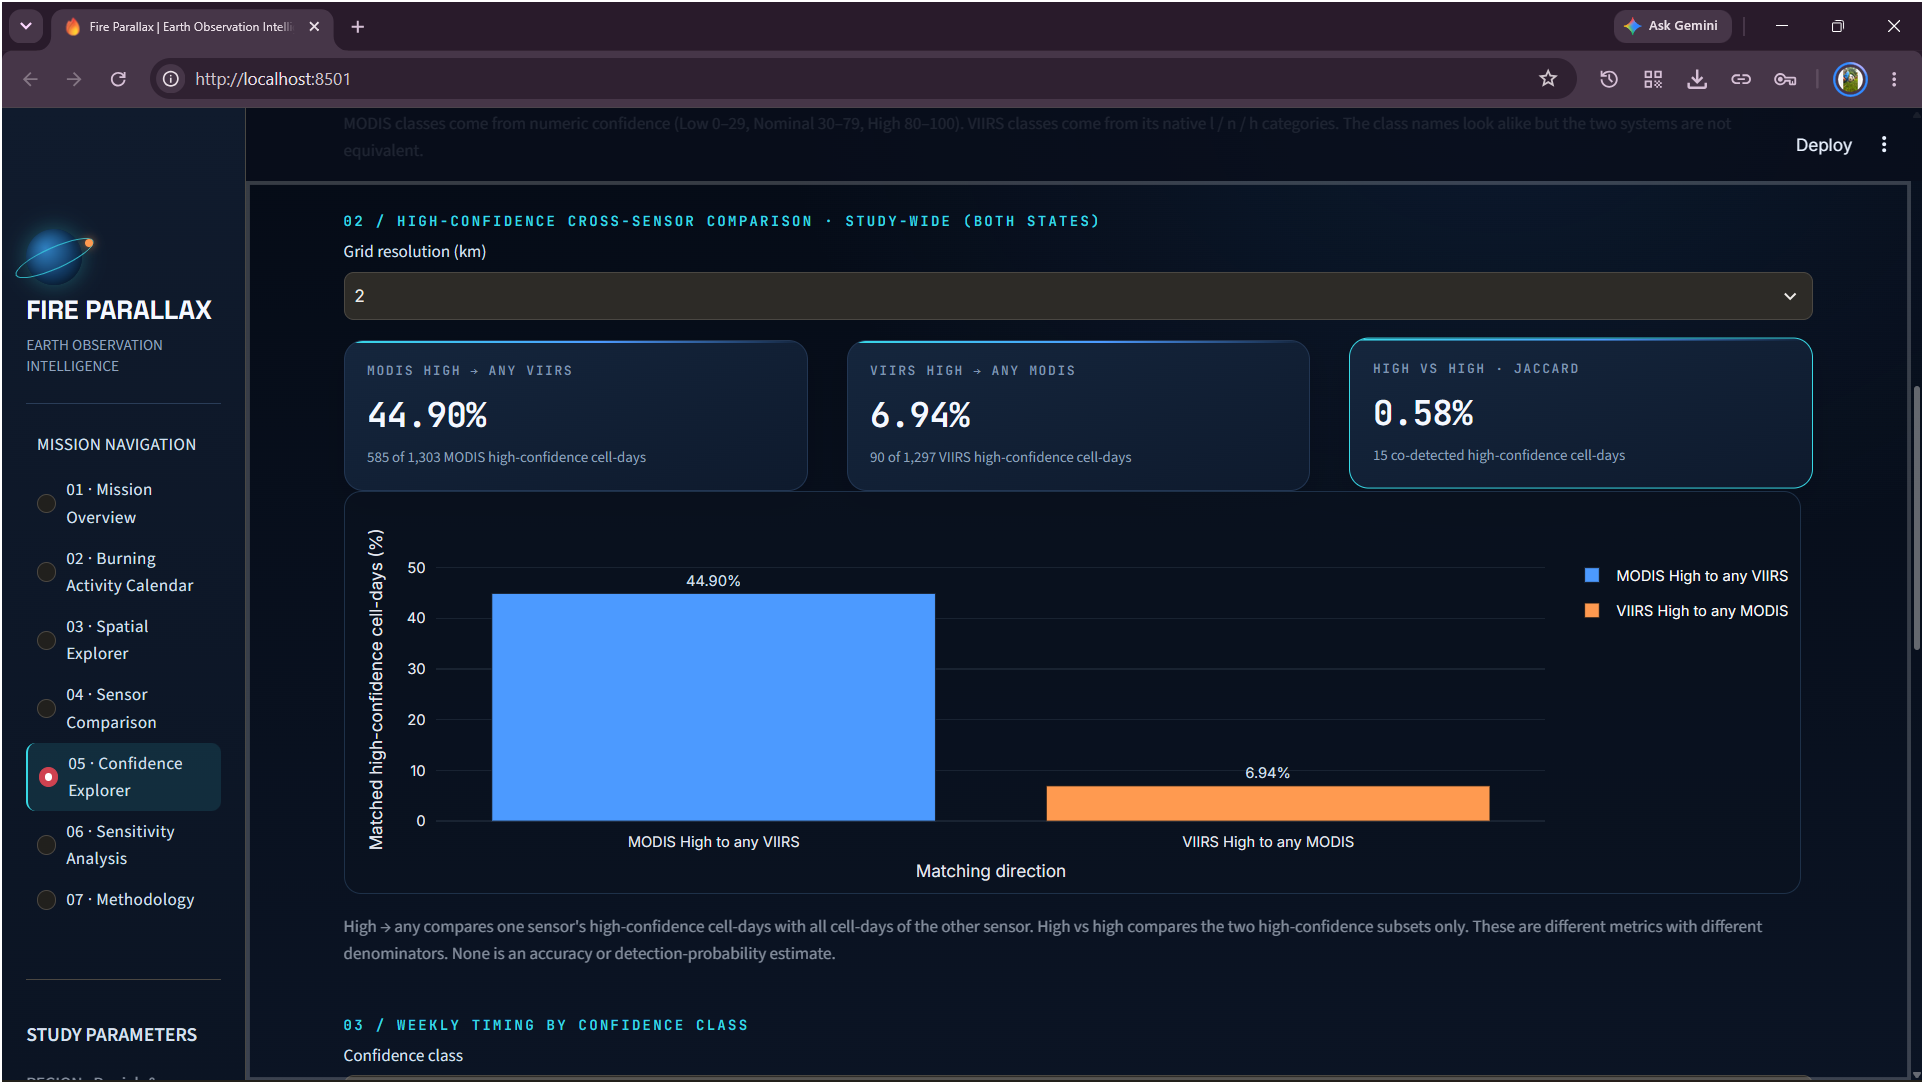 Fire Parallax | Earth Observation Intelli
Ask Gemini
http://localhost:8501
Deploy
FIRE PARALLAX
EARTH OBSERVATION
INTELLIGENCE
MISSION NAVIGATION
01 · Mission
Overview
02 · Burning
Activity Calendar
03 · Spatial
Explorer
04 · Sensor
Comparison
05 · Confidence
Explorer
06 · Sensitivity
Analysis
07 · Methodology
STUDY PARAMETERS
MODIS classes come from numeric confidence (Low 0–29, Nominal 30–79, High 80–100). VIIRS classes come from its native l / n / h categories. The class names look alike but the two systems are not
equivalent.
02 / HIGH-CONFIDENCE CROSS-SENSOR COMPARISON · STUDY-WIDE (BOTH STATES)
Grid resolution (km)
2
MODIS HIGH → ANY VIIRS
44.90%
585 of 1,303 MODIS high-confidence cell-days
VIIRS HIGH → ANY MODIS
6.94%
90 of 1,297 VIIRS high-confidence cell-days
HIGH VS HIGH · JACCARD
0.58%
15 co-detected high-confidence cell-days
Matched high-confidence cell-days (%)
50
40
30
20
10
0
44.90%
6.94%
MODIS High to any VIIRS
VIIRS High to any MODIS
Matching direction
MODIS High to any VIIRS
VIIRS High to any MODIS
High → any compares one sensor's high-confidence cell-days with all cell-days of the other sensor. High vs high compares the two high-confidence subsets only. These are different metrics with different
denominators. None is an accuracy or detection-probability estimate.
03 / WEEKLY TIMING BY CONFIDENCE CLASS
Confidence class